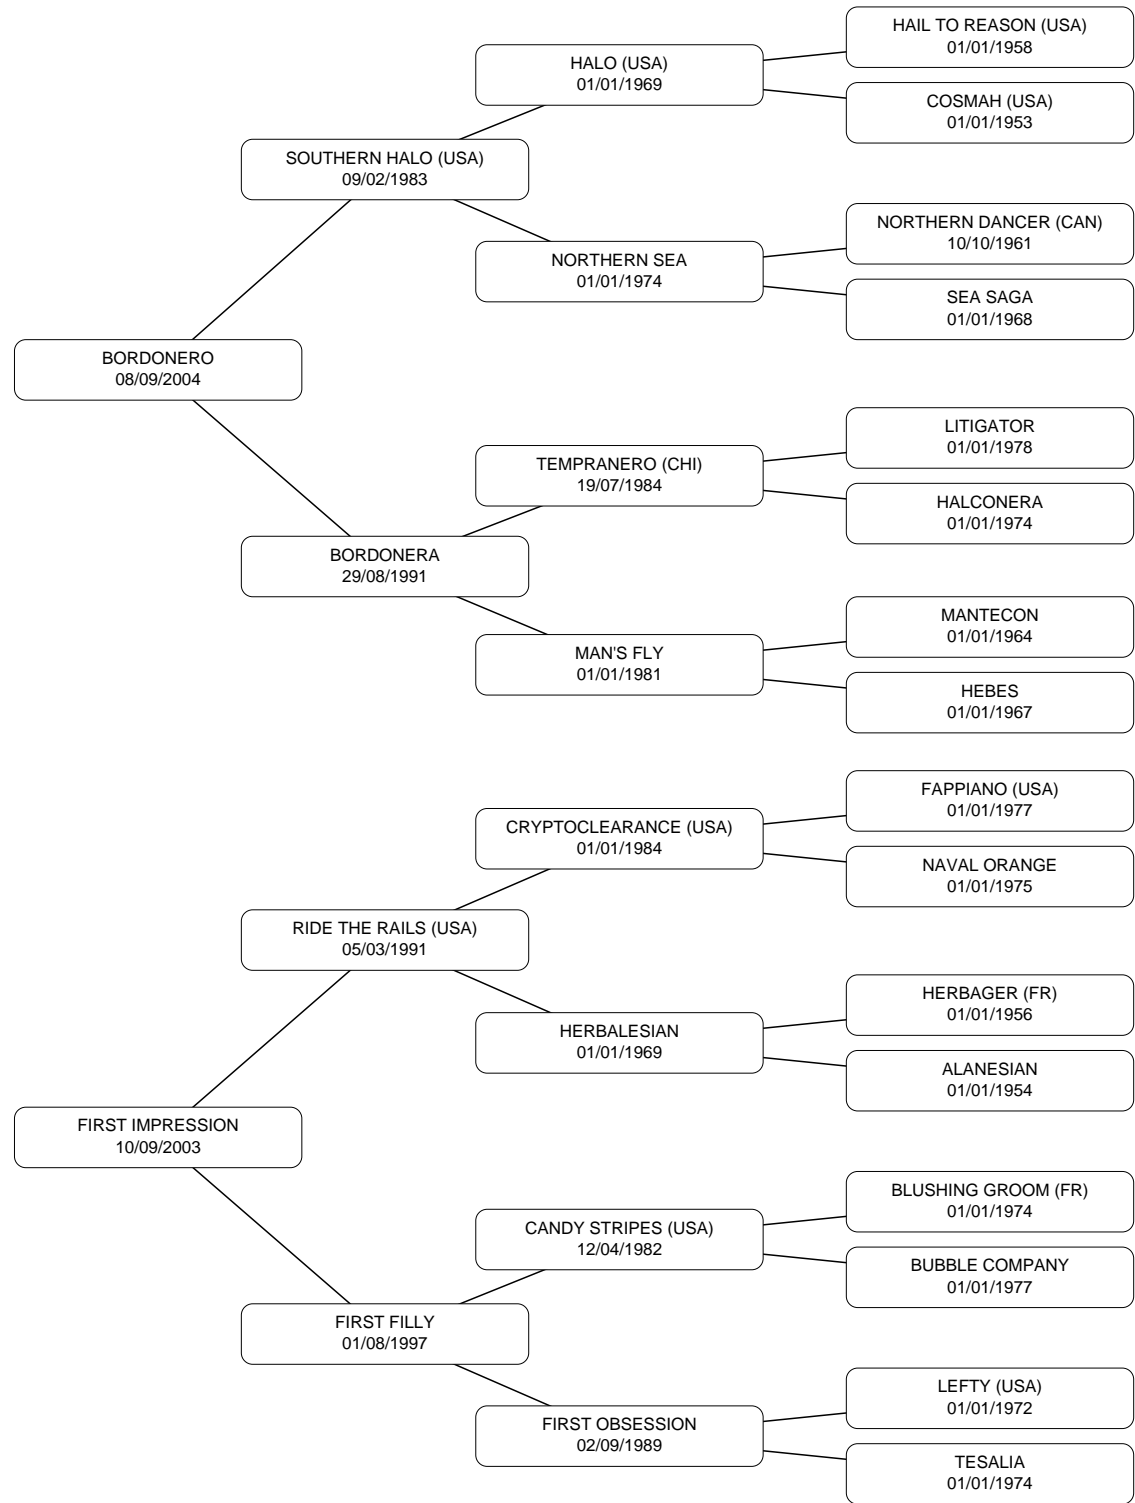 HAIL TO REASON (USA)
01/01/1958
HALO (USA)
01/01/1969
COSMAH (USA)
01/01/1953
SOUTHERN HALO (USA)
09/02/1983
NORTHERN DANCER (CAN)
10/10/1961
NORTHERN SEA
01/01/1974
SEA SAGA
01/01/1968
BORDONERO
08/09/2004
LITIGATOR
01/01/1978
TEMPRANERO (CHI)
19/07/1984
HALCONERA
01/01/1974
BORDONERA
29/08/1991
MANTECON
01/01/1964
MAN'S FLY
01/01/1981
HEBES
01/01/1967
FAPPIANO (USA)
01/01/1977
CRYPTOCLEARANCE (USA)
01/01/1984
NAVAL ORANGE
01/01/1975
RIDE THE RAILS (USA)
05/03/1991
HERBAGER (FR)
01/01/1956
HERBALESIAN
01/01/1969
ALANESIAN
01/01/1954
FIRST IMPRESSION
10/09/2003
BLUSHING GROOM (FR)
01/01/1974
CANDY STRIPES (USA)
12/04/1982
BUBBLE COMPANY
01/01/1977
FIRST FILLY
01/08/1997
LEFTY (USA)
01/01/1972
FIRST OBSESSION
02/09/1989
TESALIA
01/01/1974